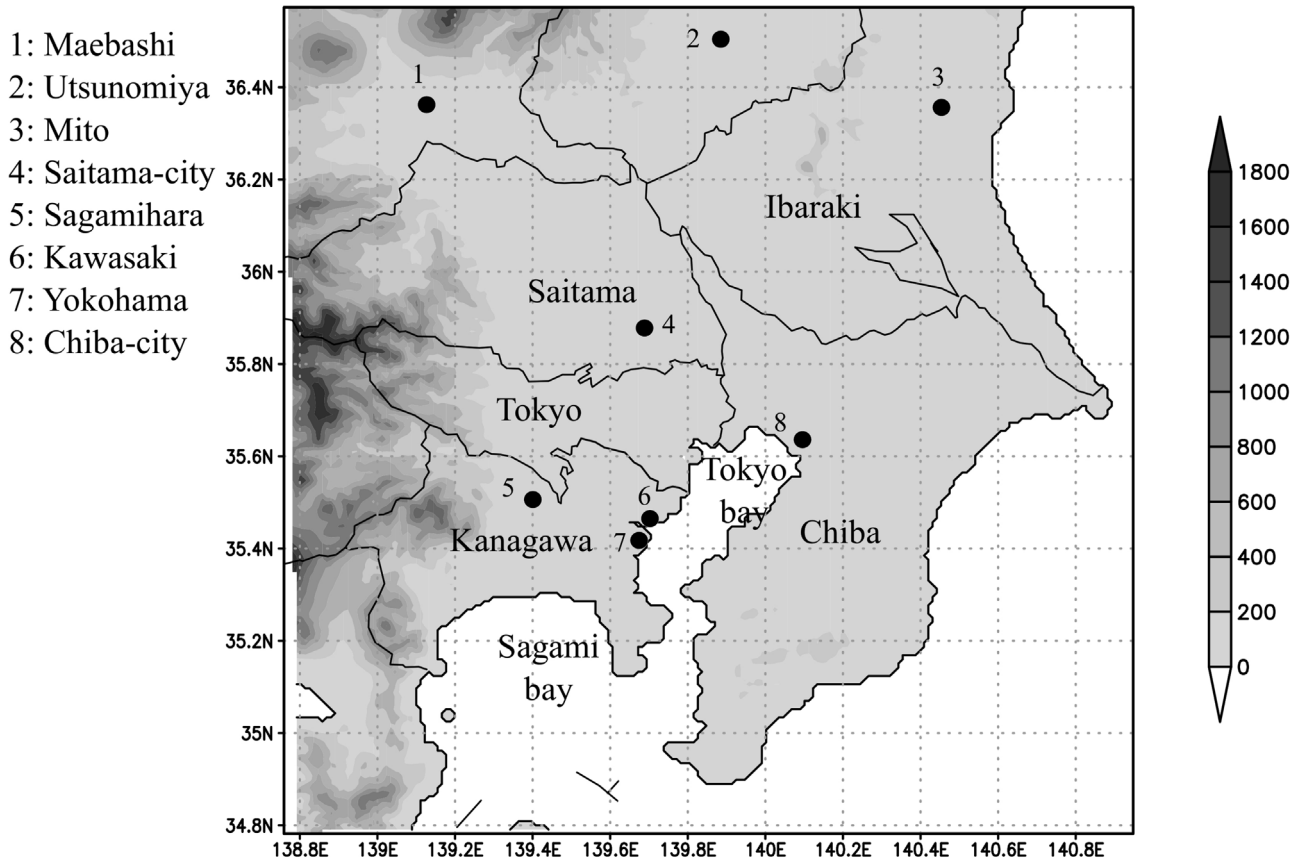 1: Maebashi
2: Utsunomiya
3: Mito
4: Saitama-city
5: Sagamihara
6: Kawasaki
7: Yokohama
8: Chiba-city
36.4N
36.2N
36N
35.8N
35.6N
35.4N
35.2N
35N
34.8N
1
2
3
Ibaraki
Saitama
4
Tokyo
8
Tokyo
bay
5
6
Kanagawa
7
Chiba
Sagami
bay
138.8E 139E 139.2E 139.4E 139.6E 139.8E 140E 140.2E 140.4E 140.6E 140.8E
1800
1600
1400
1200
1000
800
600
400
200
0